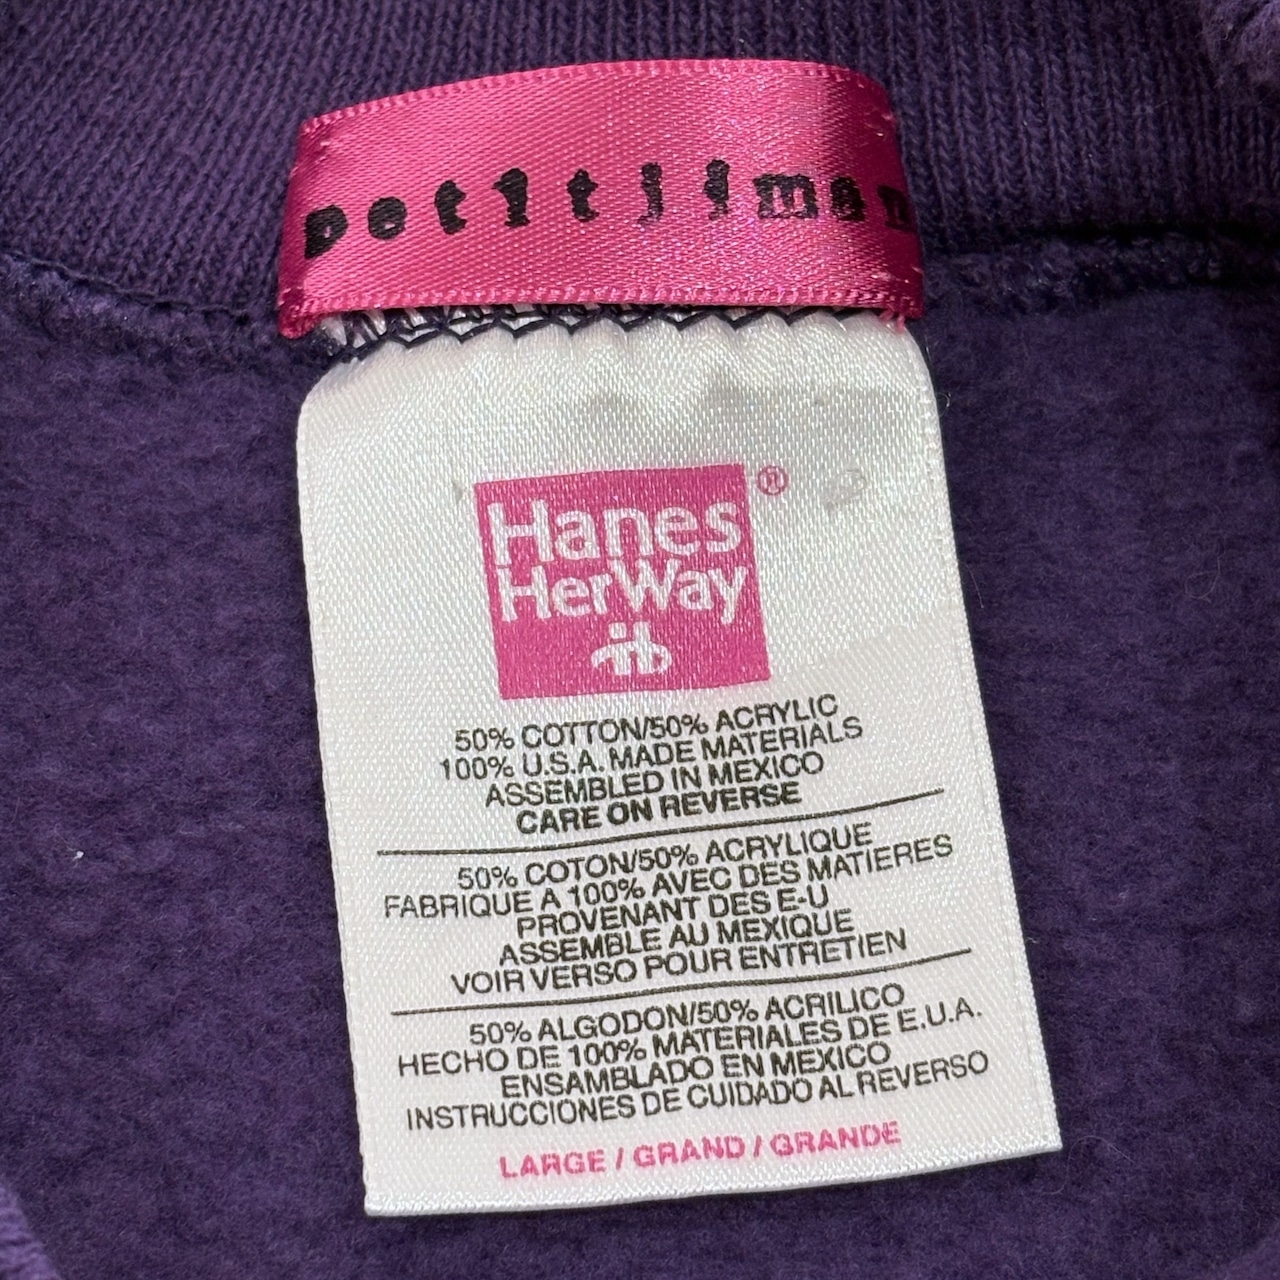 petitjiman
Hanes
HerWay
®
50% COTTON/50% ACRYLIC
100% U.S.A. MADE MATERIALS
ASSEMBLED IN MEXICO
CARE ON REVERSE
50% COTON/50% ACRYLIQUE
FABRIQUE A 100% AVEC DES MATIERES
PROVENANT DES E-U
ASSEMBLE AU MEXIQUE
VOIR VERSO POUR ENTRETIEN
50% ALGODON/50% ACRILICO
HECHO DE 100% MATERIALES DE E.U.A.
ENSAMBLADO EN MEXICO
INSTRUCCIONES DE CUIDADO AL REVERSO
LARGE / GRAND / GRANDE